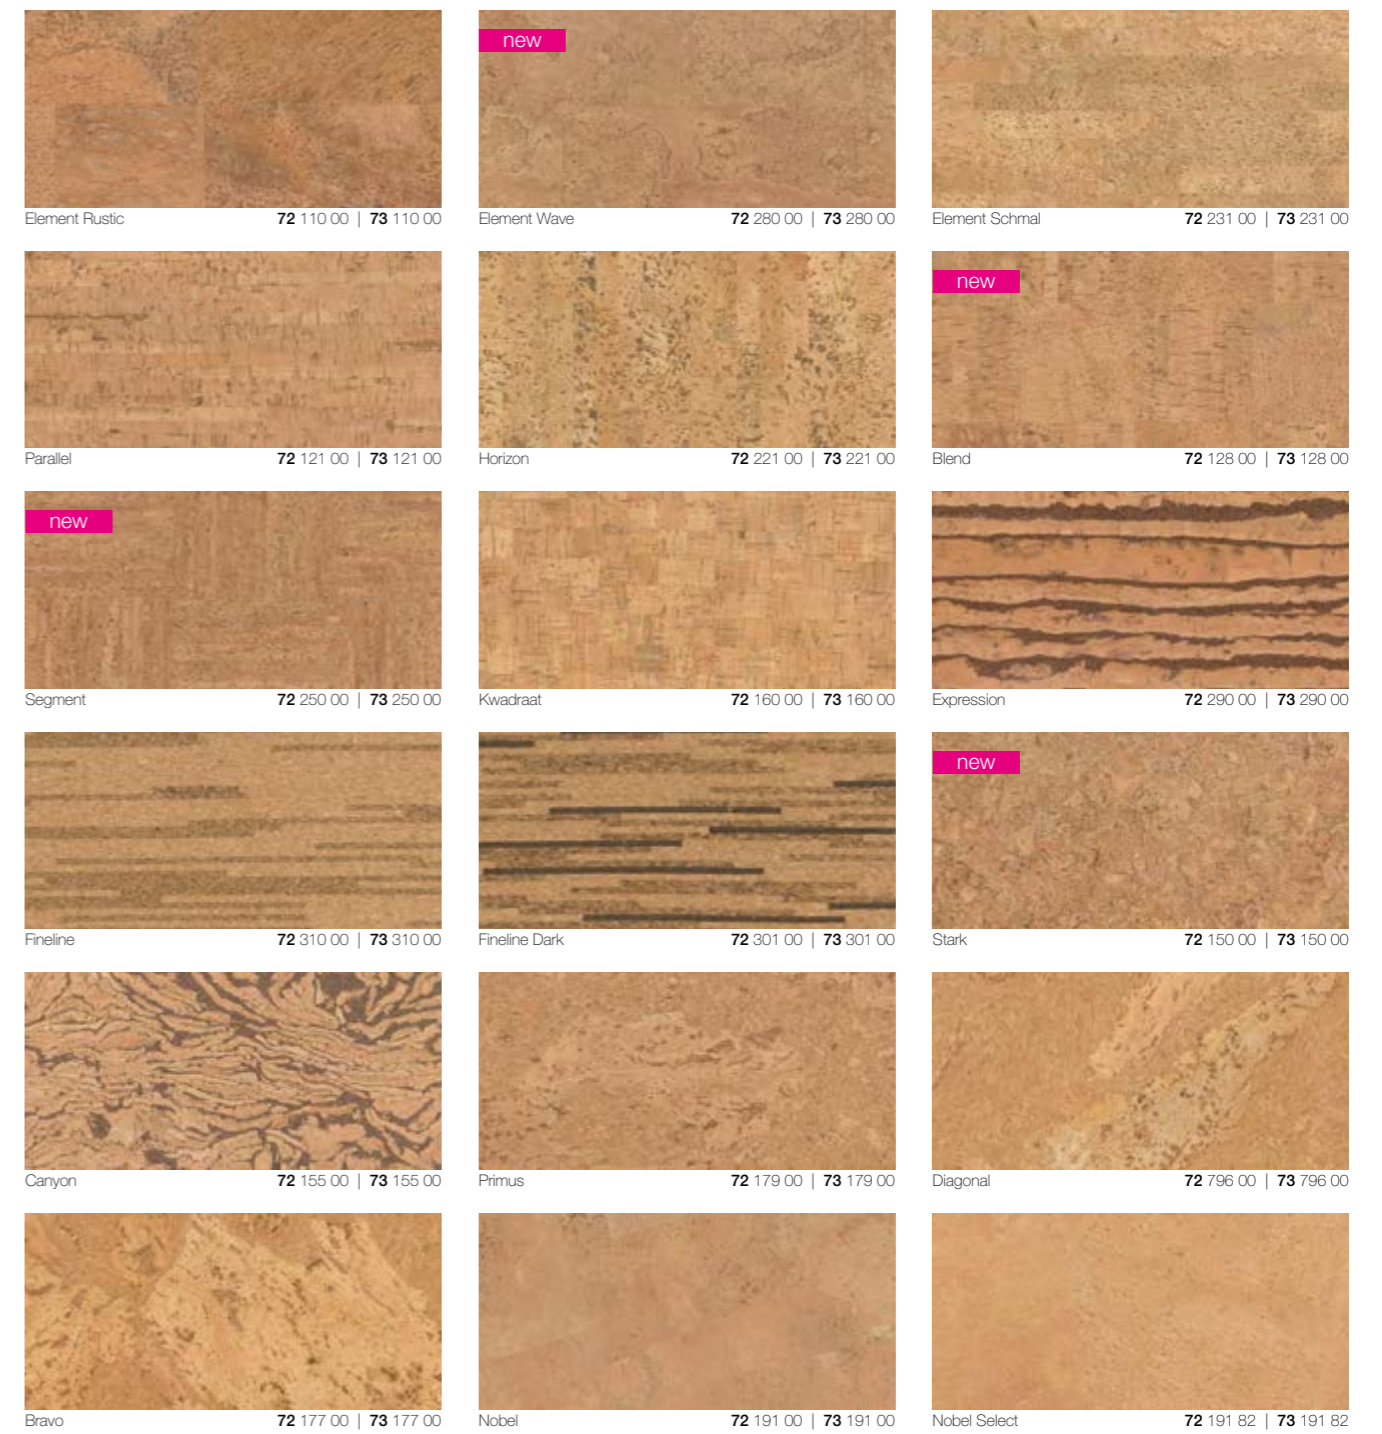 new
Element Rustic 72 110 00 | 73 110 00
Element Wave 72 280 00 | 73 280 00
Element Schmal 72 231 00 | 73 231 00
new
Parallel 72 121 00 | 73 121 00
Horizon 72 221 00 | 73 221 00
Blend 72 128 00 | 73 128 00
new
Segment 72 250 00 | 73 250 00
Kwadraat 72 160 00 | 73 160 00
Expression 72 290 00 | 73 290 00
new
Fineline 72 310 00 | 73 310 00
Fineline Dark 72 301 00 | 73 301 00
Stark 72 150 00 | 73 150 00
Canyon 72 155 00 | 73 155 00
Primus 72 179 00 | 73 179 00
Diagonal 72 796 00 | 73 796 00
Bravo 72 177 00 | 73 177 00
Nobel 72 191 00 | 73 191 00
Nobel Select 72 191 82 | 73 191 82